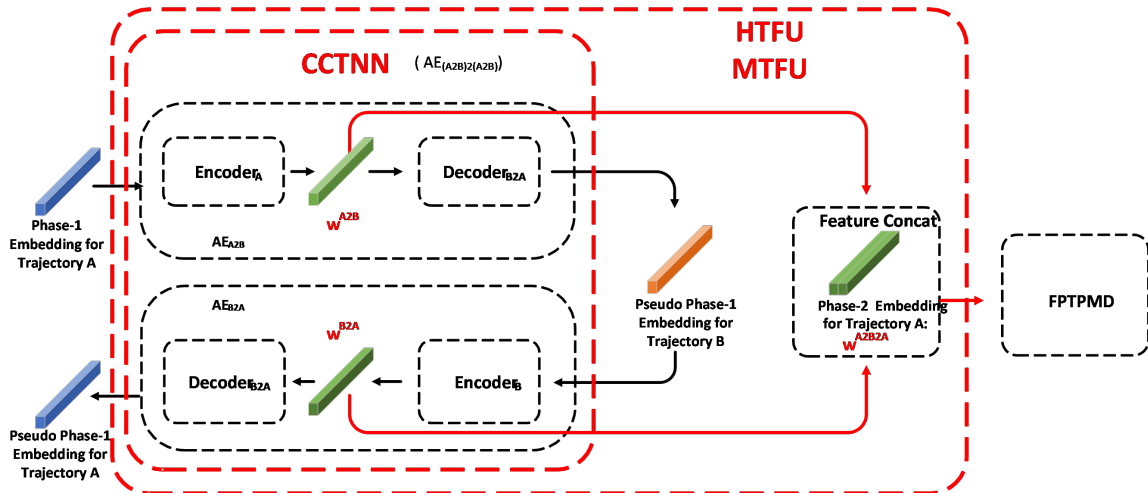 HTFU
MTFU
CCTNN ( AE(A2B)2(A2B))
EncoderA
DecoderB2A
wA2B
AEA2B
Phase-1
Embedding for
Trajectory A
Feature Concat
Phase-2 Embedding
for Trajectory A:
wA2B2A
FPTPMD
Pseudo Phase-1
Embedding for
Trajectory B
AEB2A
wB2A
DecoderB2A
EncoderB
Pseudo Phase-1
Embedding for
Trajectory A